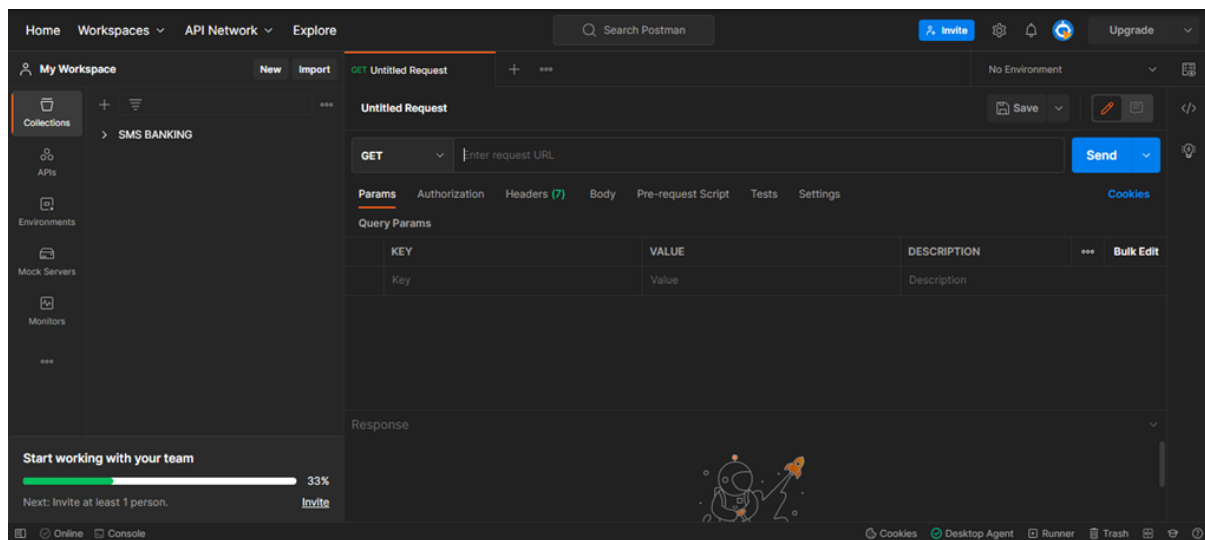 Home Workspaces API Network Explore Search Postman Invite Upgrade
My Workspace New Import GET Untitled Request No Environment
Collections
SMS BANKING
APIs
Environments
Mock Servers
Monitors
Untitled Request Save
GET Enter request URL Send
Params Authorization Headers (7) Body Pre-request Script Tests Settings Cookies
Query Params
KEY VALUE DESCRIPTION Bulk Edit
Key Value Description
Response
Start working with your team
33%
Next: Invite at least 1 person. Invite
Online Console Cookies Desktop Agent Runner Trash